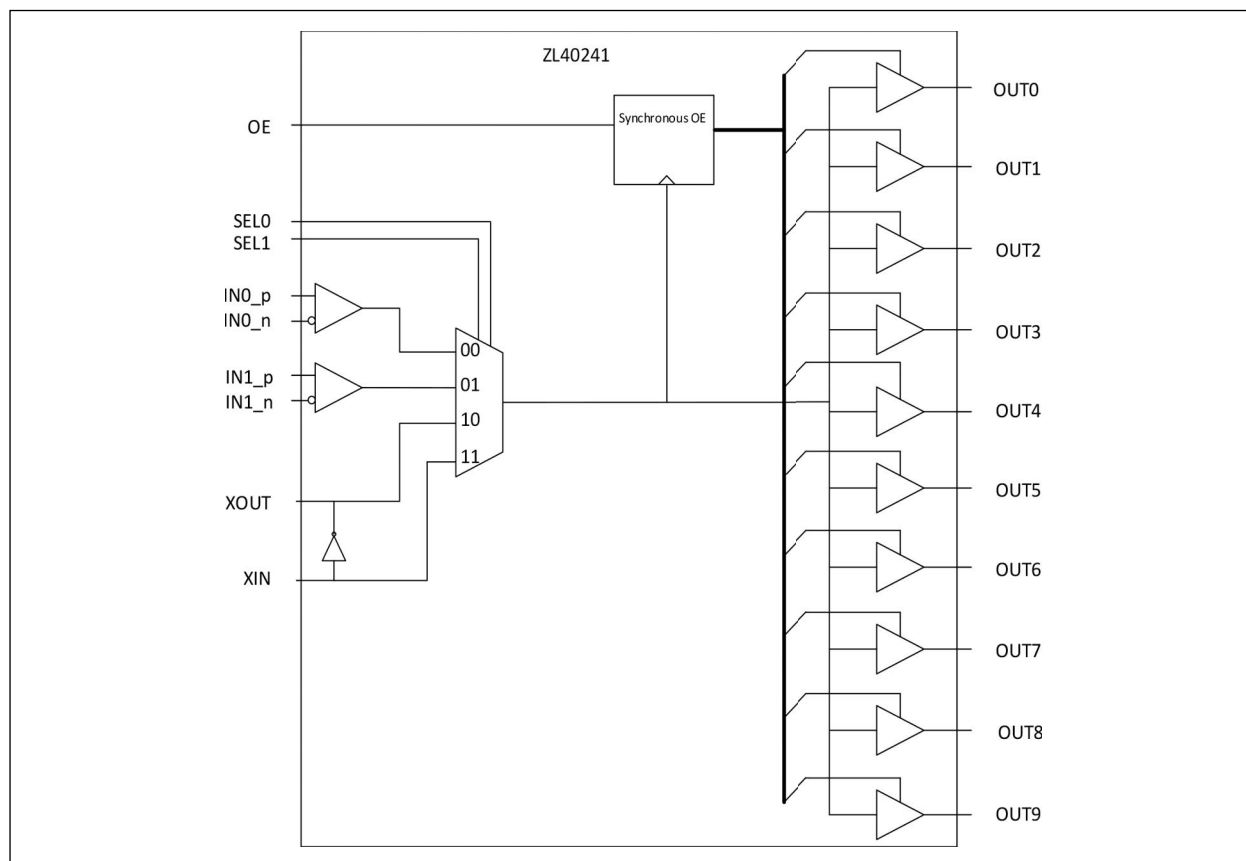 ZL40241
OE
Synchronous OE
SEL0
SEL1
IN0_p
IN0_n
IN1_p
IN1_n
XOUT
XIN
00
01
10
11
OUT0
OUT1
OUT2
OUT3
OUT4
OUT5
OUT6
OUT7
OUT8
OUT9